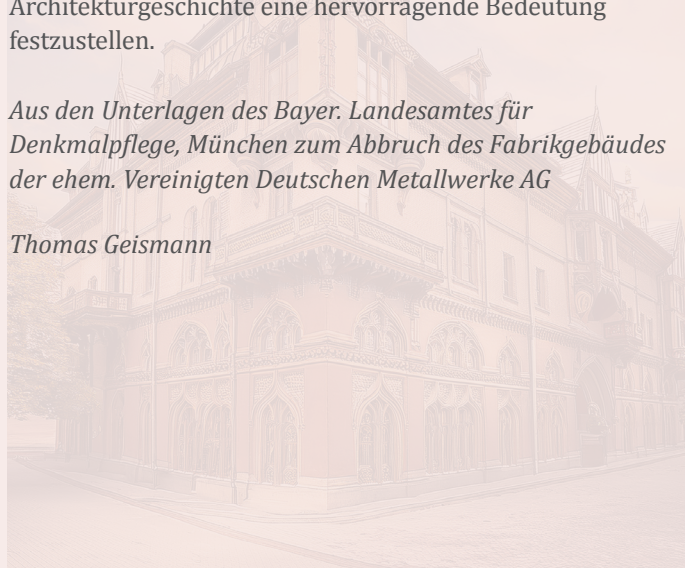 Architekturgeschichte eine hervorragende Bedeutung
festzustellen.
Aus den Unterlagen des Bayer. Landesamtes für
Denkmalpflege, München zum Abbruch des Fabrikgebäudes
der ehem. Vereinigten Deutschen Metallwerke AG
Thomas Geismann